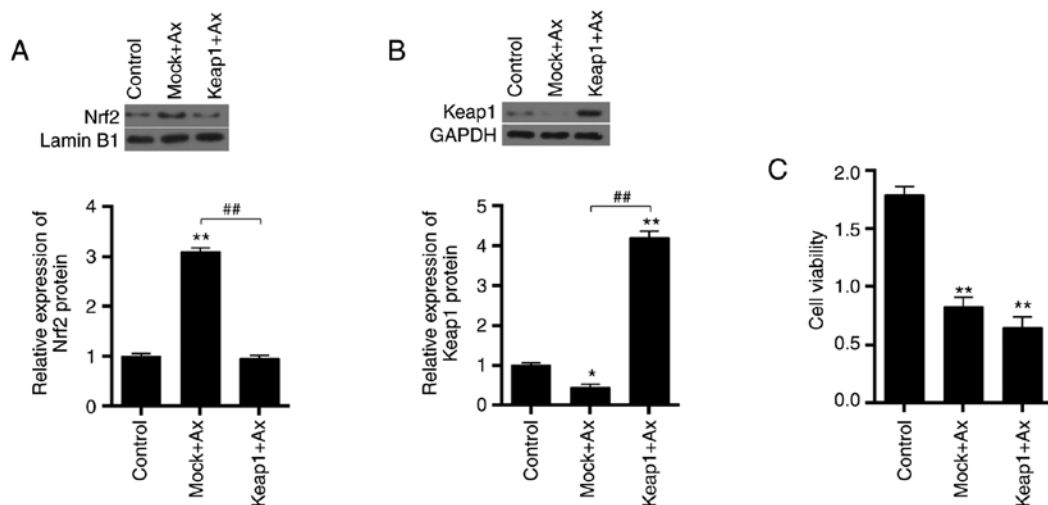 A
Control
Mock+Ax
Keap1+Ax
Nrf2
Lamin B1
Relative expression of
Nrf2 protein
4
3
2
1
0
##
**
Control
Mock+Ax
Keap1+Ax
B
Control
Mock+Ax
Keap1+Ax
Keap1
GAPDH
Relative expression of
Keap1 protein
5
4
2
1
0
##
**
*
Control
Mock+Ax
Keap1+Ax
C
Cell viability
2.0
1.5
1.0
0.5
0.0
**
**
Control
Mock+Ax
Keap1+Ax